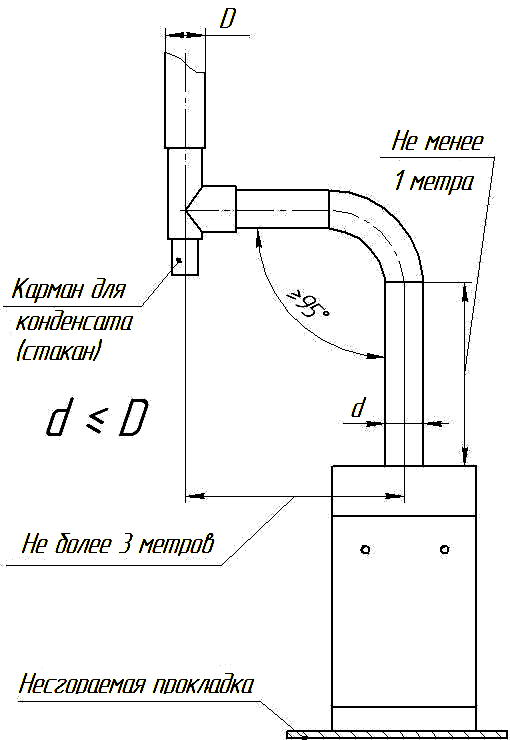 D
Не менее
1 метра
≥95°
Карман для
конденсата
(стакан)
d ≤ D
d
Не более 3 метров
Несгораемая прокладка